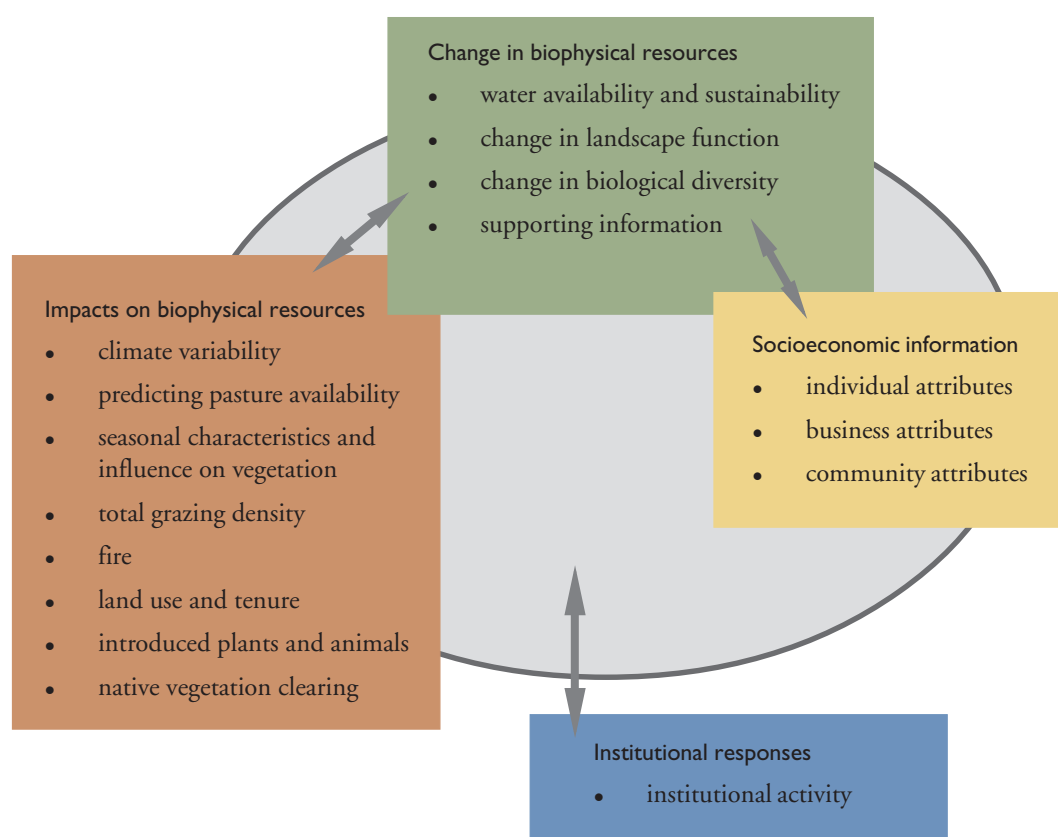 Change in biophysical resources
• water availability and sustainability
• change in landscape function
• change in biological diversity
• supporting information
Impacts on biophysical resources
• climate variability
• predicting pasture availability
• seasonal characteristics and
influence on vegetation
• total grazing density
• fire
• land use and tenure
• introduced plants and animals
• native vegetation clearing
Socioeconomic information
• individual attributes
• business attributes
• community attributes
Institutional responses
• institutional activity